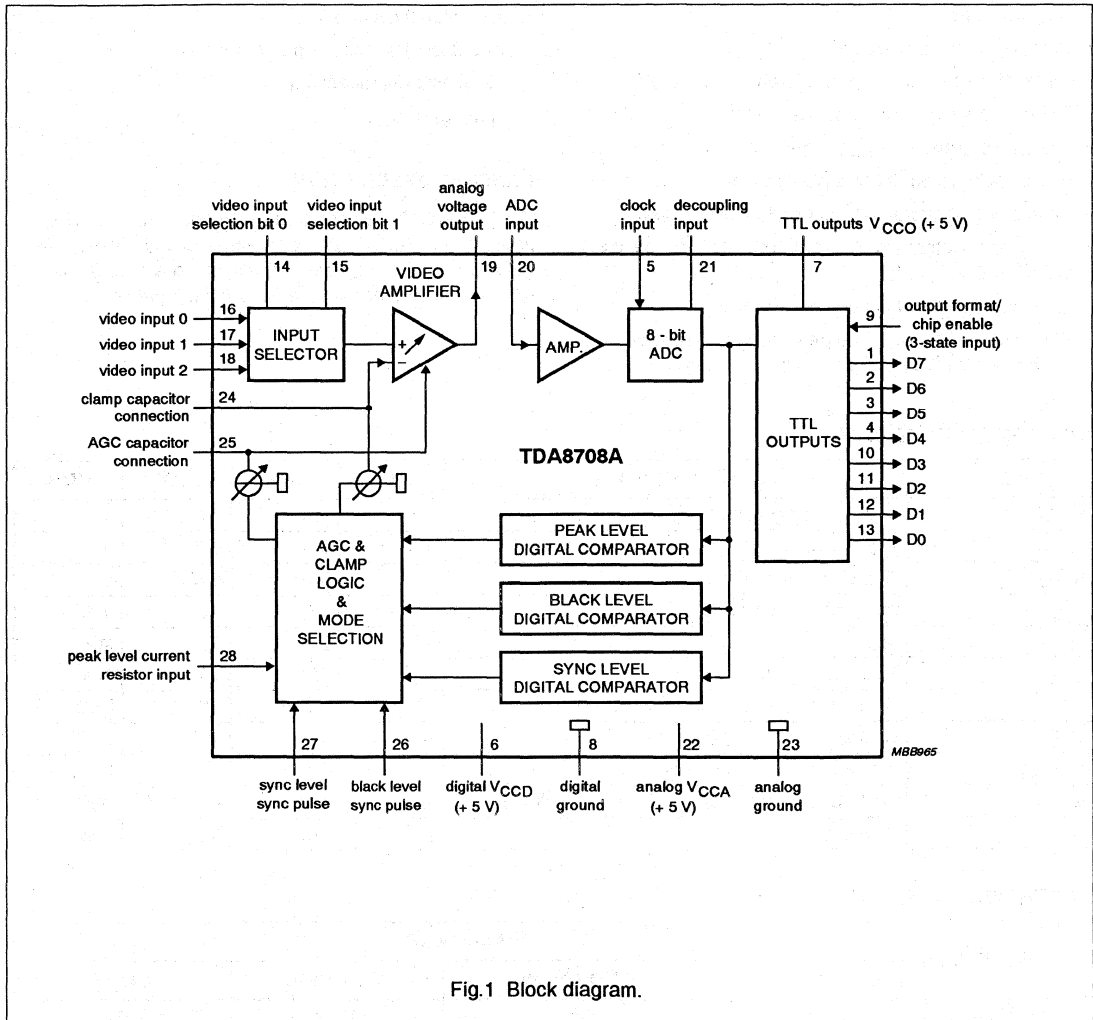 video input
selection bit 0
video input
selection bit 1
analog
voltage
output
ADC
input
clock
input
decoupling
input
TTL outputs VCCO (+ 5 V)
14
15
VIDEO
AMPLIFIER
19
20
5
21
7
video input 0
16
video input 1
17
video input 2
18
INPUT
SELECTOR
+
−
AMP.
8 - bit
ADC
TTL
OUTPUTS
9
output format/
chip enable
(3-state input)
1
D7
2
D6
3
D5
4
D4
10
D3
11
D2
12
D1
13
D0
clamp capacitor
connection
24
AGC capacitor
connection
25
TDA8708A
AGC &
CLAMP
LOGIC
&
MODE
SELECTION
PEAK LEVEL
DIGITAL COMPARATOR
BLACK LEVEL
DIGITAL COMPARATOR
SYNC LEVEL
DIGITAL COMPARATOR
peak level current
resistor input
28
27
26
6
8
22
23
MBB965
sync level
sync pulse
black level
sync pulse
digital VCCD
(+ 5 V)
digital
ground
analog VCCA
(+ 5 V)
analog
ground
Fig.1 Block diagram.